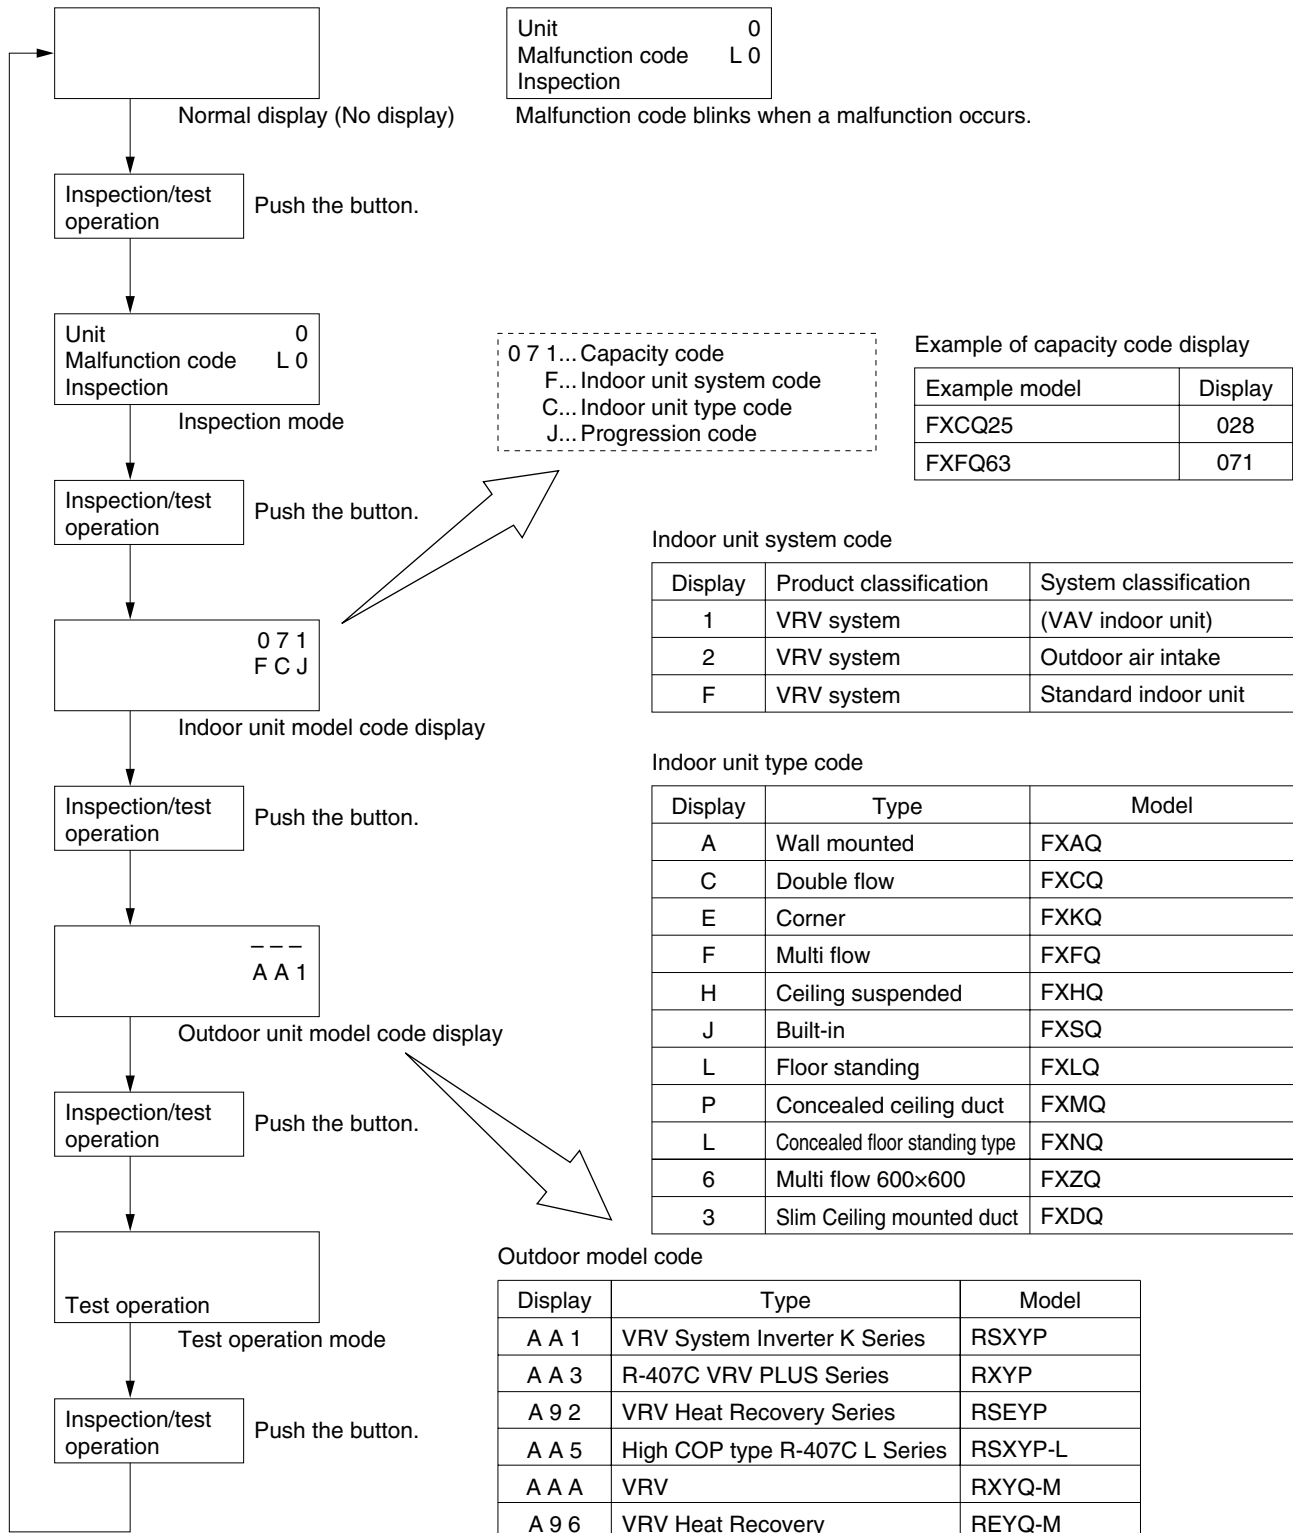 Unit 0
Malfunction code L 0
Inspection
Normal display (No display)
Malfunction code blinks when a malfunction occurs.
Inspection/test
operation
Push the button.
Unit 0
Malfunction code L 0
Inspection
Inspection mode
0 7 1... Capacity code
F... Indoor unit system code
C... Indoor unit type code
J... Progression code
Example of capacity code display
Example model Display
FXCQ25 028
FXFQ63 071
Inspection/test
operation
Push the button.
Indoor unit system code
Display Product classification System classification
1 VRV system (VAV indoor unit)
2 VRV system Outdoor air intake
F VRV system Standard indoor unit
0 7 1
F C J
Indoor unit model code display
Inspection/test
operation
Push the button.
Indoor unit type code
Display Type Model
A Wall mounted FXAQ
C Double flow FXCQ
E Corner FXKQ
F Multi flow FXFQ
H Ceiling suspended FXHQ
J Built-in FXSQ
L Floor standing FXLQ
P Concealed ceiling duct FXMQ
L Concealed floor standing type FXNQ
6 Multi flow 600×600 FXZQ
3 Slim Ceiling mounted duct FXDQ
– – –
A A 1
Outdoor unit model code display
Inspection/test
operation
Push the button.
Test operation
Test operation mode
Inspection/test
operation
Push the button.
Outdoor model code
Display Type Model
A A 1 VRV System Inverter K Series RSXYP
A A 3 R-407C VRV PLUS Series RXYP
A 9 2 VRV Heat Recovery Series RSEYP
A A 5 High COP type R-407C L Series RSXYP-L
A A A VRV RXYQ-M
A 9 6 VRV Heat Recovery REYQ-M